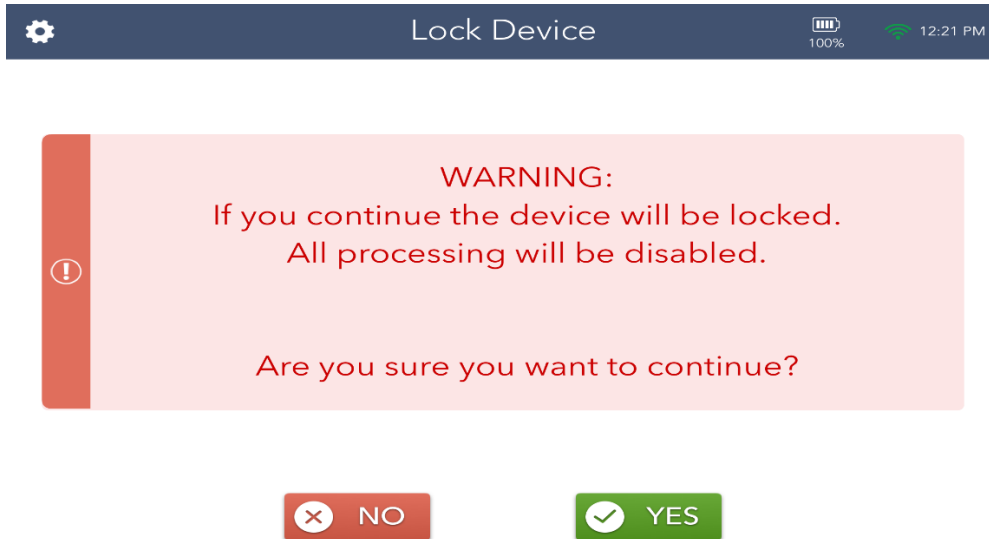 Lock Device
100%
12:21 PM
WARNING:
If you continue the device will be locked.
All processing will be disabled.
Are you sure you want to continue?
NO
YES